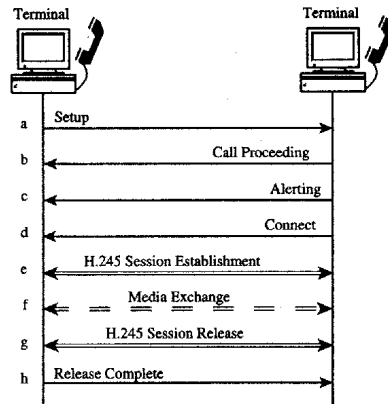 Terminal Terminal
a Setup
b Call Proceeding
c Alerting
d Connect
e H.245 Session Establishment
f Media Exchange
g H.245 Session Release
h Release Complete